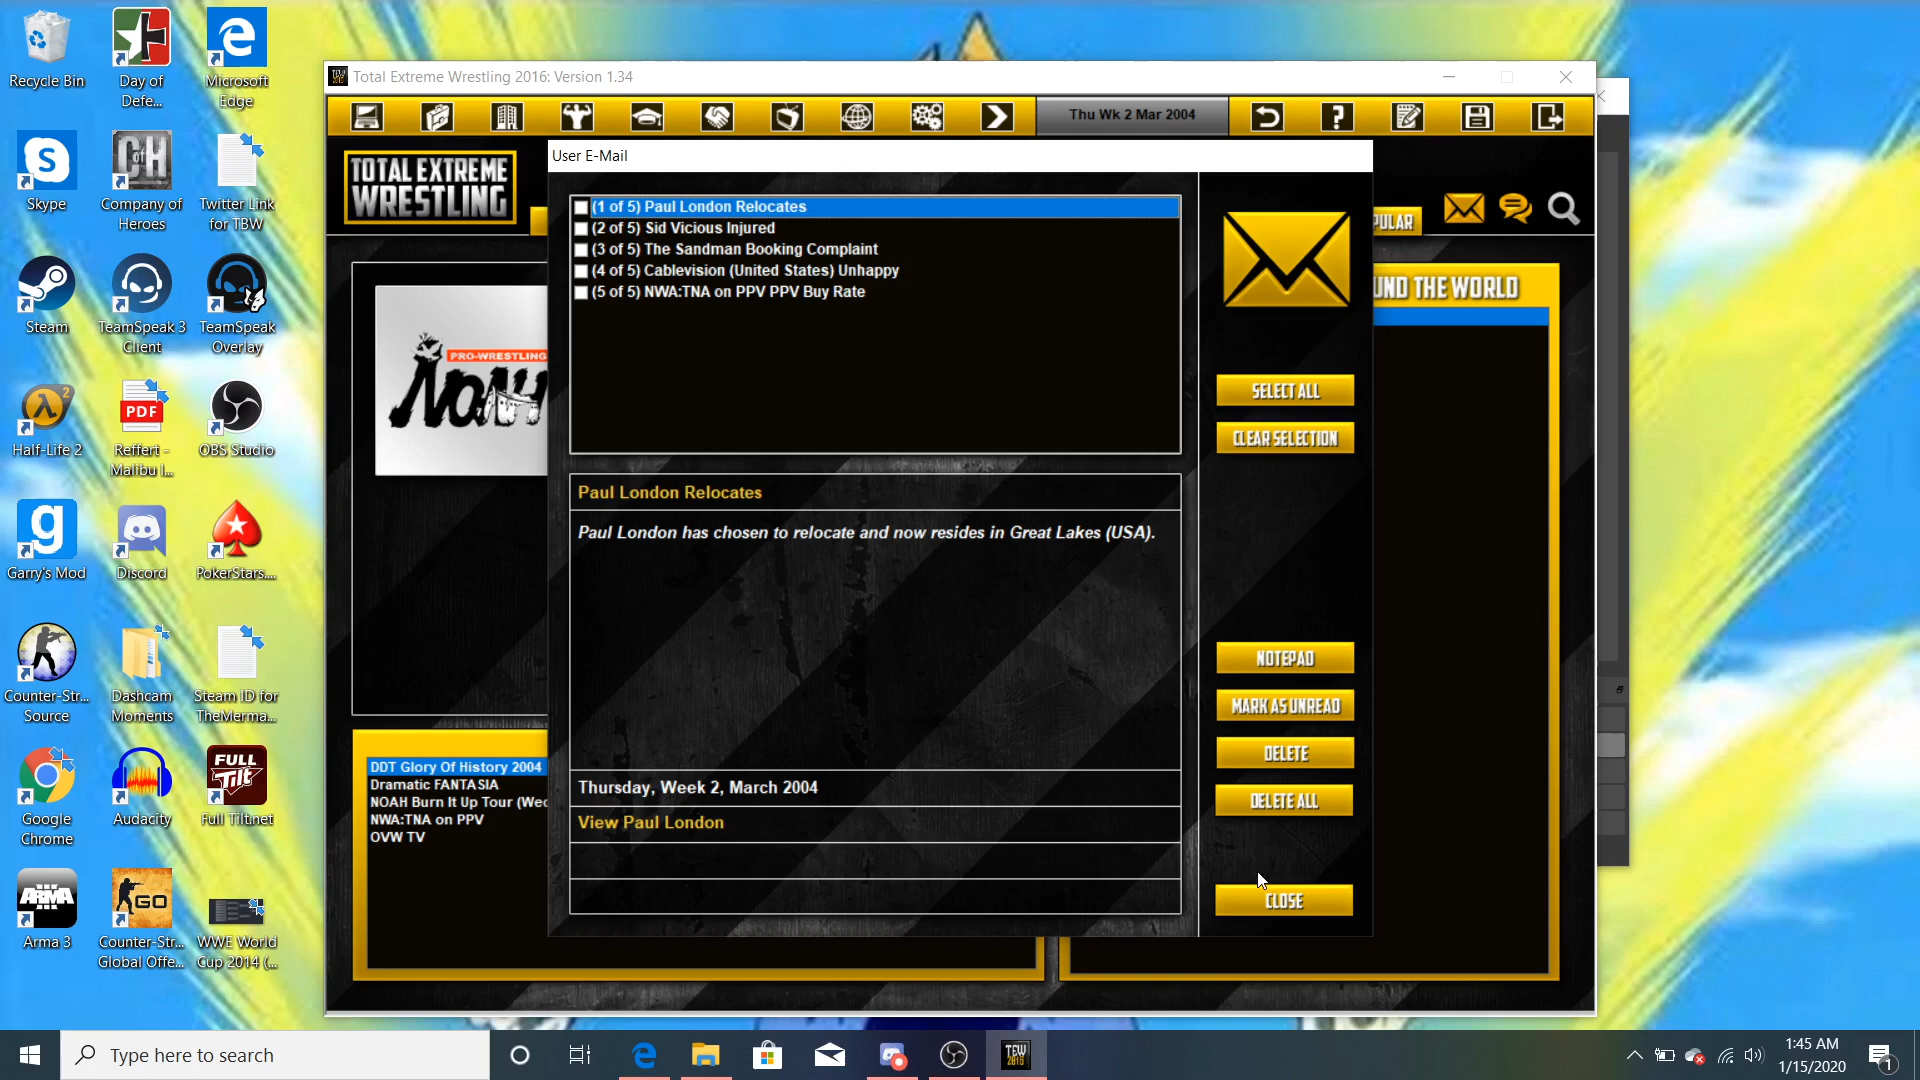 Recycle Bin
Day of
Defe...
Microsoft
Edge
Skype
Company of
Heroes
Twitter Link
for TBW
Steam
TeamSpeak 3
Client
TeamSpeak
Overlay
Half-Life 2
PDF
Reffert -
Malibu I...
OBS Studio
Garry's Mod
Discord
PokerStars....
Counter-Str...
Source
Dashcam
Moments
Steam ID for
TheMerma...
Google
Chrome
Audacity
FULL
TiLT
Full Tilt.net
ARMA
Arma 3
GO
Counter-Str...
Global Offe...
WWE World
Cup 2014 (...
Total Extreme Wrestling 2016: Version 1.34
Thu Wk 2 Mar 2004
TOTAL EXTREME
WRESTLING
User E-Mail
(1 of 5) Paul London Relocates
(2 of 5) Sid Vicious Injured
(3 of 5) The Sandman Booking Complaint
(4 of 5) Cablevision (United States) Unhappy
(5 of 5) NWA:TNA on PPV PPV Buy Rate
PULAR
UND THE WORLD
PRO-WRESTLING
NOAH
SELECT ALL
CLEAR SELECTION
Paul London Relocates
Paul London has chosen to relocate and now resides in Great Lakes (USA).
NOTEPAD
MARK AS UNREAD
DELETE
DELETE ALL
CLOSE
Thursday, Week 2, March 2004
View Paul London
DDT Glory Of History 2004
Dramatic FANTASIA
NOAH Burn It Up Tour (Wed
NWA:TNA on PPV
OVW TV
Type here to search
TEW
2016
1:45 AM
1/15/2020
1